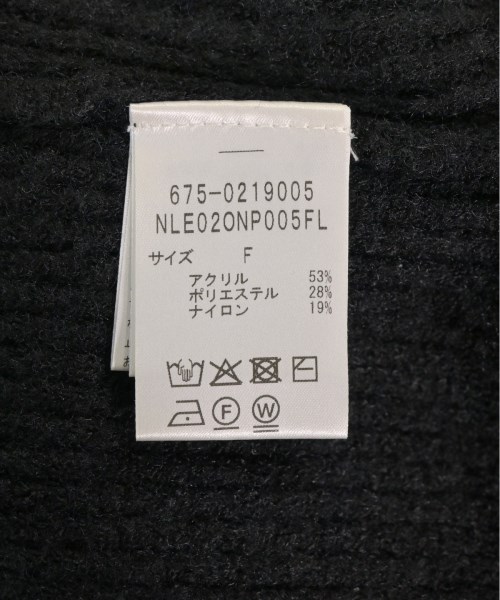 675-0219005
NLE02ONP005FL
サイズ F
アクリル 53%
ポリエステル 28%
ナイロン 19%
F W